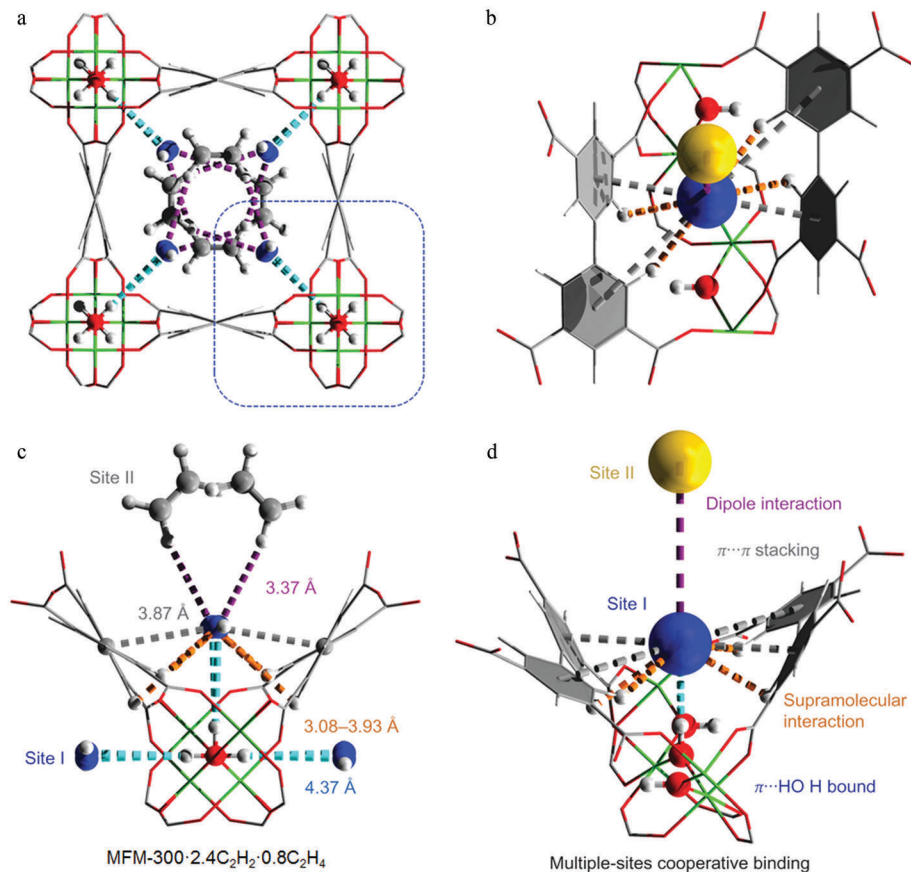 a
b
c
Site II
3.87 Å
3.37 Å
Site I
3.08–3.93 Å
4.37 Å
MFM-300·2.4C₂H₂·0.8C₂H₄
d
Site II
Dipole interaction
π···π stacking
Site I
Supramolecular
interaction
π···HO H bound
Multiple-sites cooperative binding